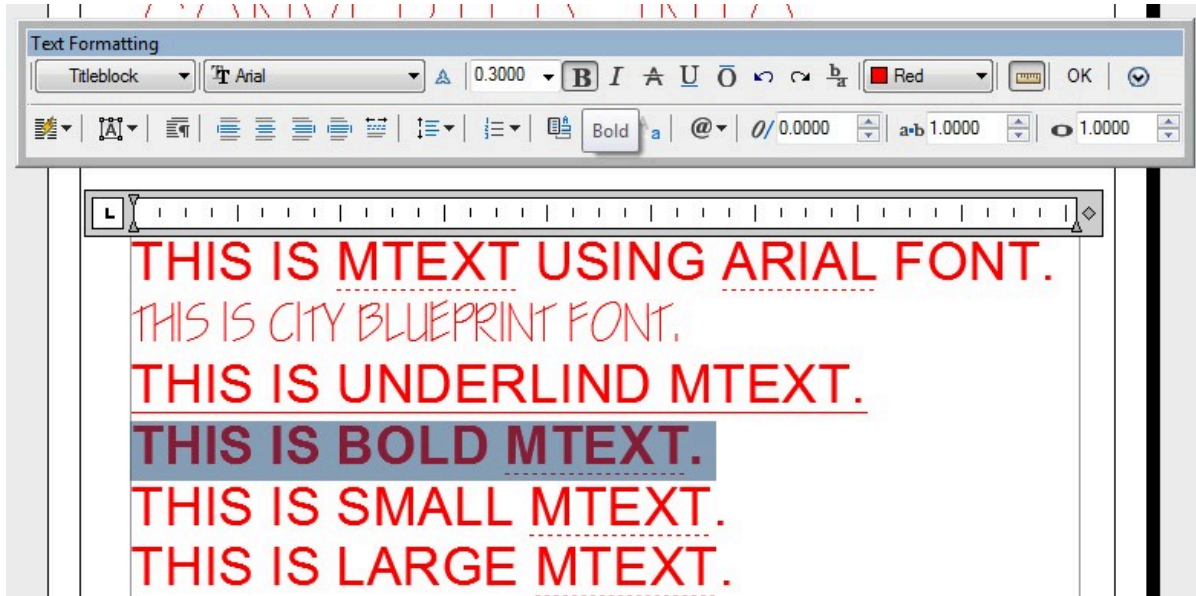 Text Formatting
Titleblock Arial 0.3000 B I A U O b/a Red OK
A Bold a @ 0/ 0.0000 a•b 1.0000 1.0000
L
THIS IS MTEXT USING ARIAL FONT.
THIS IS CITY BLUEPRINT FONT.
THIS IS UNDERLIND MTEXT.
THIS IS BOLD MTEXT.
THIS IS SMALL MTEXT.
THIS IS LARGE MTEXT.